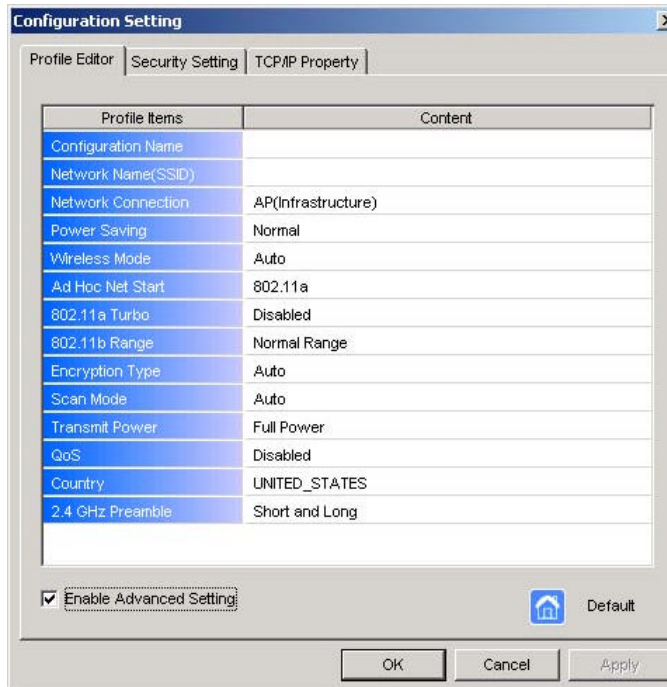 Configuration Setting
Profile Editor
Security Setting
TCP/IP Property
Profile Items Content
Configuration Name
Network Name(SSID)
Network Connection AP(Infrastructure)
Power Saving Normal
Wireless Mode Auto
Ad Hoc Net Start 802.11a
802.11a Turbo Disabled
802.11b Range Normal Range
Encryption Type Auto
Scan Mode Auto
Transmit Power Full Power
QoS Disabled
Country UNITED_STATES
2.4 GHz Preamble Short and Long
Enable Advanced Setting
Default
OK Cancel Apply